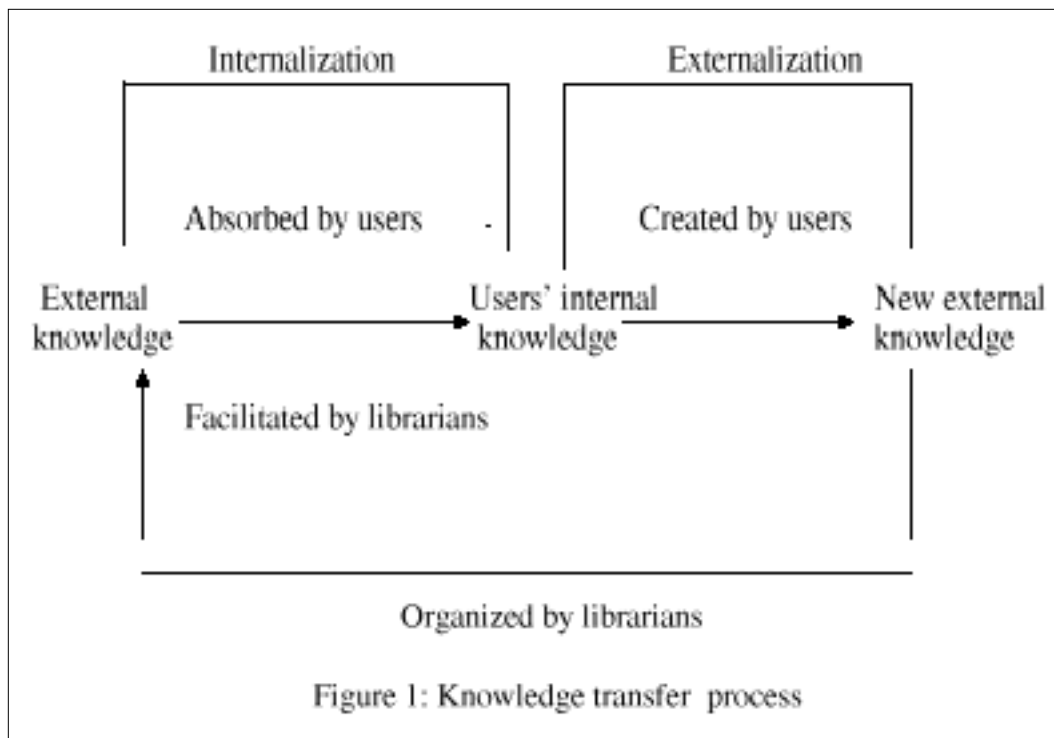 Internalization
Externalization
Absorbed by users
Created by users
External
knowledge
Users’ internal
knowledge
New external
knowledge
Facilitated by librarians
Organized by librarians
Figure 1: Knowledge transfer process